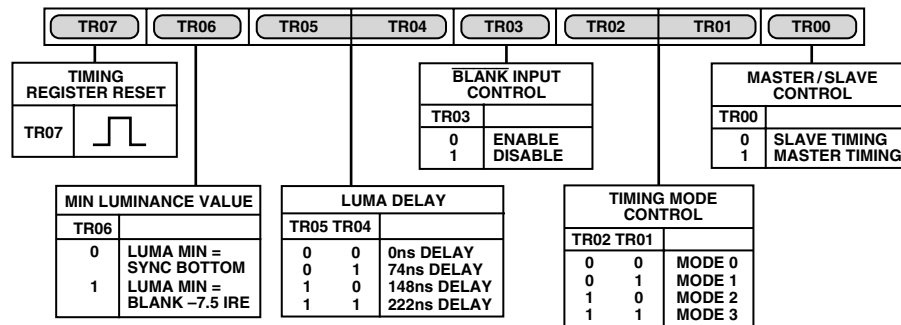 TR07 TR06 TR05 TR04 TR03 TR02 TR01 TR00
TIMING
REGISTER RESET
TR07
BLANK INPUT
CONTROL
TR03
0 ENABLE
1 DISABLE
MASTER/SLAVE
CONTROL
TR00
0 SLAVE TIMING
1 MASTER TIMING
MIN LUMINANCE VALUE
TR06
0 LUMA MIN =
SYNC BOTTOM
1 LUMA MIN =
BLANK –7.5 IRE
LUMA DELAY
TR05 TR04
0 0 0ns DELAY
0 1 74ns DELAY
1 0 148ns DELAY
1 1 222ns DELAY
TIMING MODE
CONTROL
TR02 TR01
0 0 MODE 0
0 1 MODE 1
1 0 MODE 2
1 1 MODE 3